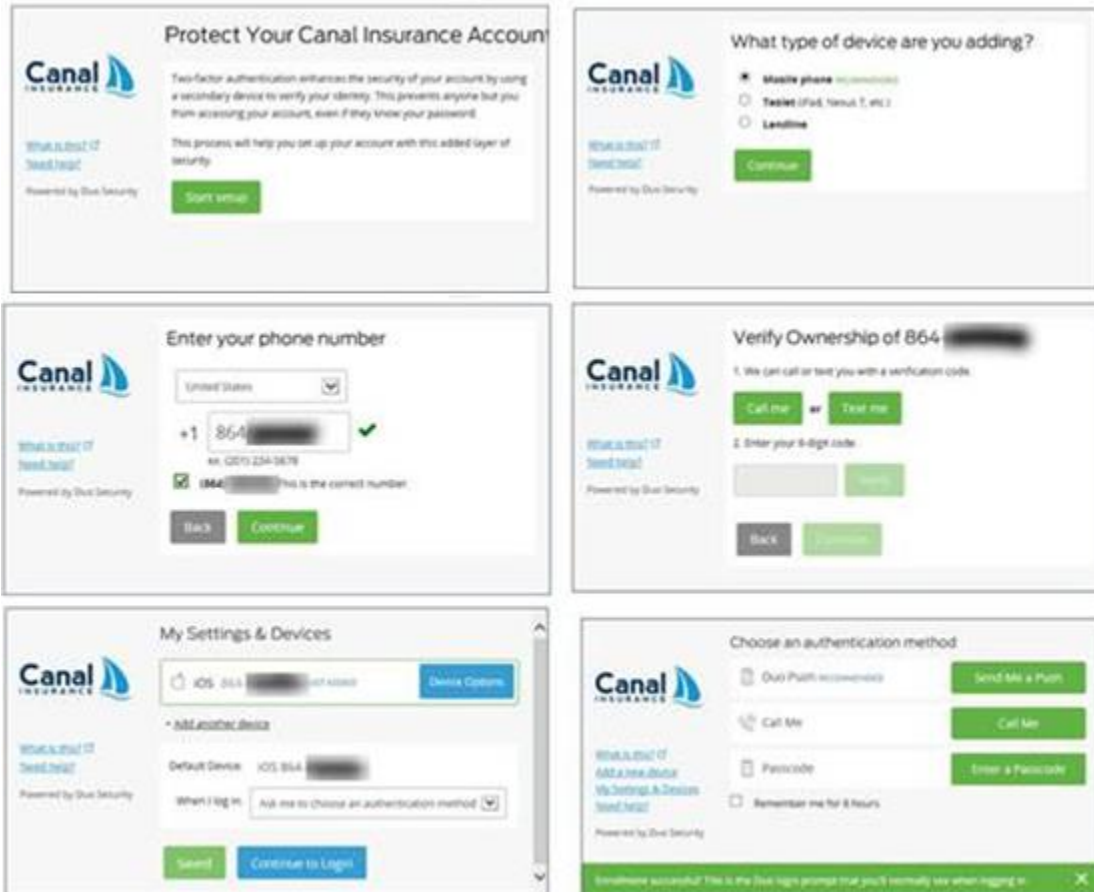 Protect Your Canal Insurance Accoun
Canal
INSURANCE
Two-factor authentication enhances the security of your account by using
a secondary device to verify your identity. This prevents anyone but you
from accessing your account, even if they know your password.
This process will help you set up your account with this added layer of
security.
What is this?
Need help?
Powered by Duo Security
Start setup
What type of device are you adding?
Canal
INSURANCE
Mobile phone RECOMMENDED
Tablet (iPad, Nexus 7, etc.)
Landline
What is this?
Need help?
Powered by Duo Security
Continue
Enter your phone number
Canal
INSURANCE
United States
+1 864
ex: (201) 234-5678
(864) This is the correct number.
What is this?
Need help?
Powered by Duo Security
Back
Continue
Verify Ownership of 864
Canal
INSURANCE
1. We can call or text you with a verification code.
Call me or Text me
2. Enter your 6-digit code.
What is this?
Need help?
Powered by Duo Security
Verify
Back
Continue
My Settings & Devices
Canal
INSURANCE
iOS 864
Device Options
+ Add another device
What is this?
Need help?
Powered by Duo Security
Default Device: iOS 864
When I log in: Ask me to choose an authentication method
Saved
Continue to Login
Choose an authentication method
Canal
INSURANCE
Duo Push RECOMMENDED
Send Me a Push
Call Me
Call Me
Passcode
Enter a Passcode
Remember me for 8 hours
What is this?
Add a new device
My Settings & Devices
Need help?
Powered by Duo Security
Enrollment successful! This is the Duo login prompt that you'll normally see when logging in.